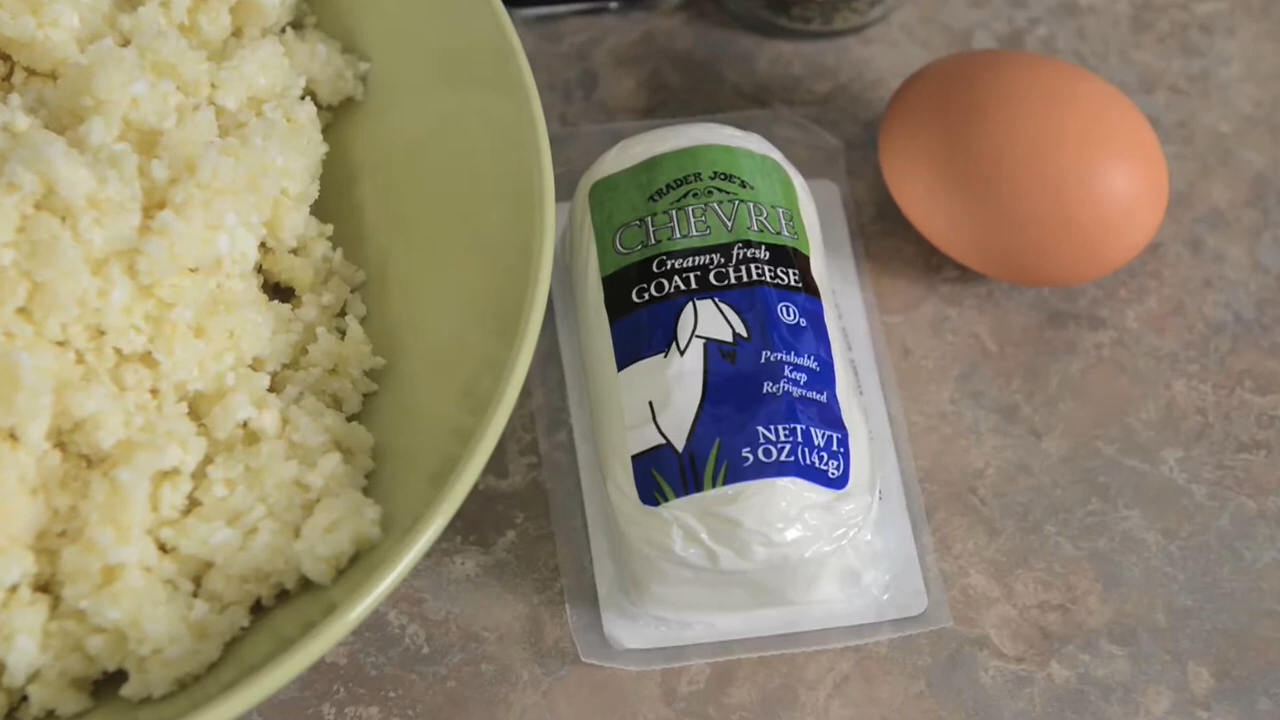 TRADER JOE'S
CHEVRE
Creamy, fresh
GOAT CHEESE
U D
Perishable,
Keep
Refrigerated
NET WT.
5 OZ (142g)